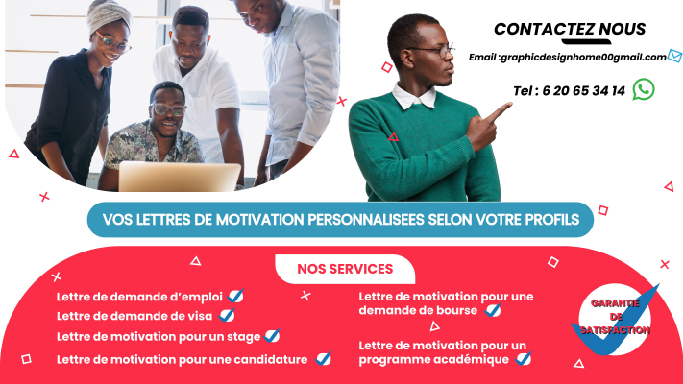 CONTACTEZ NOUS
Email :graphicdesignhome00gmail.com
Tel : 6 20 65 34 14
VOS LETTRES DE MOTIVATION PERSONNALISEES SELON VOTRE PROFILS
NOS SERVICES
Lettre de demande d'emploi
Lettre de demande de visa
Lettre de motivation pour un stage
Lettre de motivation pour une candidature
Lettre de motivation pour une
demande de bourse
Lettre de motivation pour un
programme académique
GARANTIE
DE
SATISFACTION